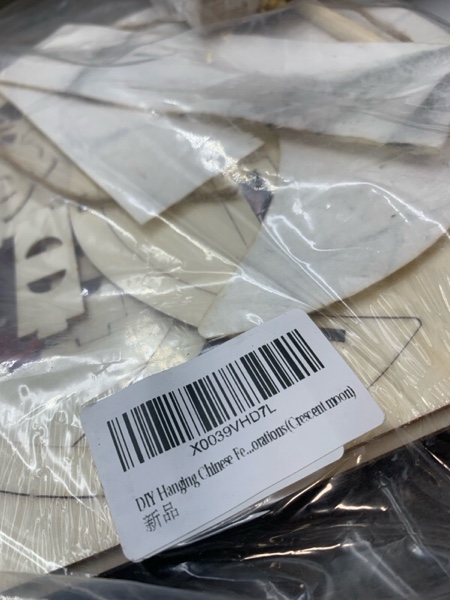 X0039VHD7L
DIY Hanging Chinese Fe...orations(Crescent moon)
新品